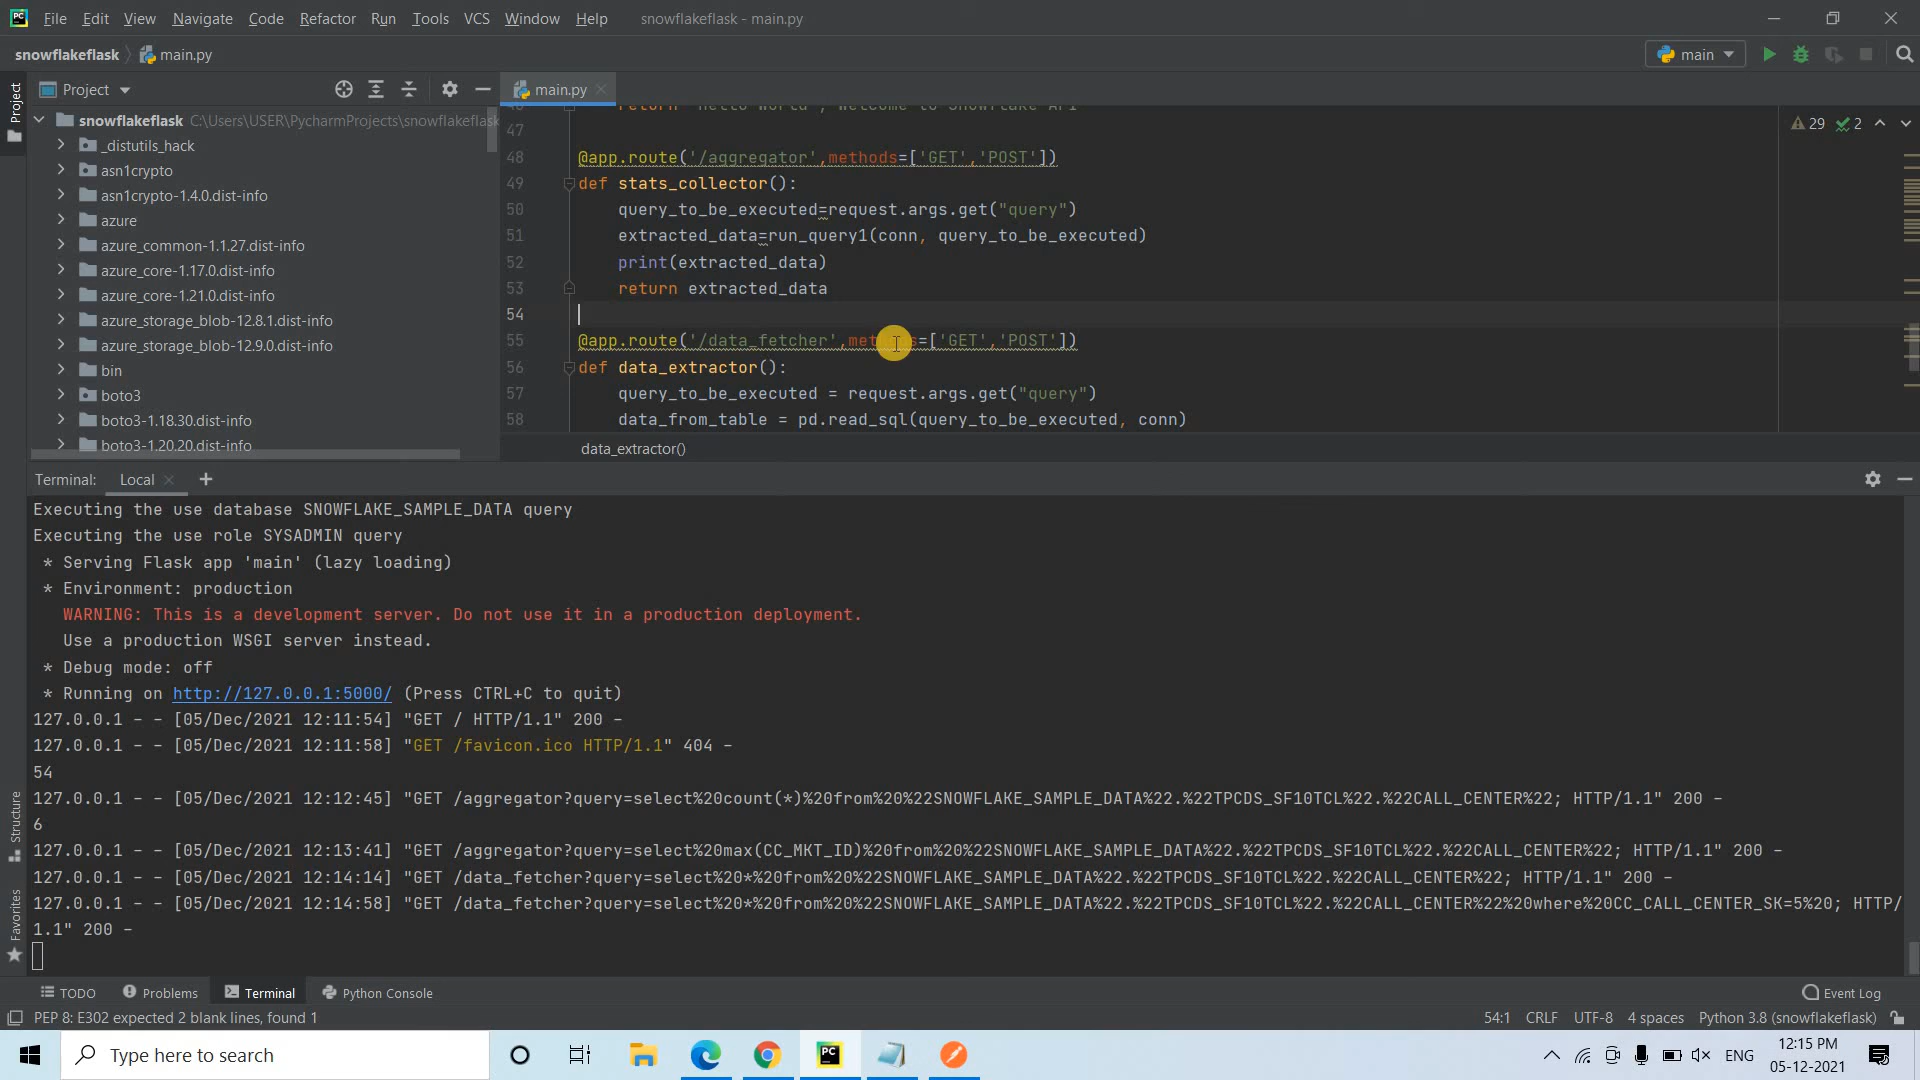 PC File Edit View Navigate Code Refactor Run Tools VCS Window Help snowflakeflask - main.py
snowflakeflask main.py main
Project
Project main.py
snowflakeflask C:\Users\USER\PycharmProjects\snowflakeflask
_distutils_hack
asn1crypto
asn1crypto-1.4.0.dist-info
azure
azure_common-1.1.27.dist-info
azure_core-1.17.0.dist-info
azure_core-1.21.0.dist-info
azure_storage_blob-12.8.1.dist-info
azure_storage_blob-12.9.0.dist-info
bin
boto3
boto3-1.18.30.dist-info
boto3-1.20.20.dist-info
29 2
47
48 @app.route('/aggregator',methods=['GET','POST'])
49 def stats_collector():
50 query_to_be_executed=request.args.get("query")
51 extracted_data=run_query1(conn, query_to_be_executed)
52 print(extracted_data)
53 return extracted_data
54
55 @app.route('/data_fetcher',methods=['GET','POST'])
56 def data_extractor():
57 query_to_be_executed = request.args.get("query")
58 data_from_table = pd.read_sql(query_to_be_executed, conn)
data_extractor()
Terminal: Local +
Executing the use database SNOWFLAKE_SAMPLE_DATA query
Executing the use role SYSADMIN query
* Serving Flask app 'main' (lazy loading)
* Environment: production
WARNING: This is a development server. Do not use it in a production deployment.
Use a production WSGI server instead.
* Debug mode: off
* Running on http://127.0.0.1:5000/ (Press CTRL+C to quit)
127.0.0.1 - - [05/Dec/2021 12:11:54] "GET / HTTP/1.1" 200 -
127.0.0.1 - - [05/Dec/2021 12:11:58] "GET /favicon.ico HTTP/1.1" 404 -
54
127.0.0.1 - - [05/Dec/2021 12:12:45] "GET /aggregator?query=select%20count(*)%20from%20%22SNOWFLAKE_SAMPLE_DATA%22.%22TPCDS_SF10TCL%22.%22CALL_CENTER%22; HTTP/1.1" 200 -
6
127.0.0.1 - - [05/Dec/2021 12:13:41] "GET /aggregator?query=select%20max(CC_MKT_ID)%20from%20%22SNOWFLAKE_SAMPLE_DATA%22.%22TPCDS_SF10TCL%22.%22CALL_CENTER%22; HTTP/1.1" 200 -
127.0.0.1 - - [05/Dec/2021 12:14:14] "GET /data_fetcher?query=select%20*%20from%20%22SNOWFLAKE_SAMPLE_DATA%22.%22TPCDS_SF10TCL%22.%22CALL_CENTER%22; HTTP/1.1" 200 -
127.0.0.1 - - [05/Dec/2021 12:14:58] "GET /data_fetcher?query=select%20*%20from%20%22SNOWFLAKE_SAMPLE_DATA%22.%22TPCDS_SF10TCL%22.%22CALL_CENTER%22%20where%20CC_CALL_CENTER_SK=5%20; HTTP/
1.1" 200 -
Structure
Favorites
TODO Problems Terminal Python Console Event Log
PEP 8: E302 expected 2 blank lines, found 1 54:1 CRLF UTF-8 4 spaces Python 3.8 (snowflakeflask)
Type here to search PC ENG 12:15 PM
05-12-2021